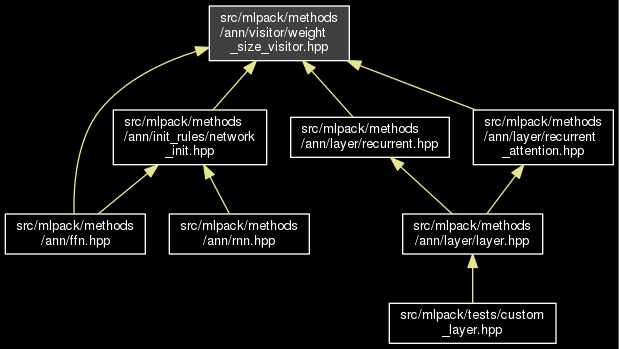 src/mlpack/methods
/ann/visitor/weight
_size_visitor.hpp
src/mlpack/methods
/ann/init_rules/network
_init.hpp
src/mlpack/methods
/ann/layer/recurrent.hpp
src/mlpack/methods
/ann/layer/recurrent
_attention.hpp
src/mlpack/methods
/ann/ffn.hpp
src/mlpack/methods
/ann/rnn.hpp
src/mlpack/methods
/ann/layer/layer.hpp
src/mlpack/tests/custom
_layer.hpp